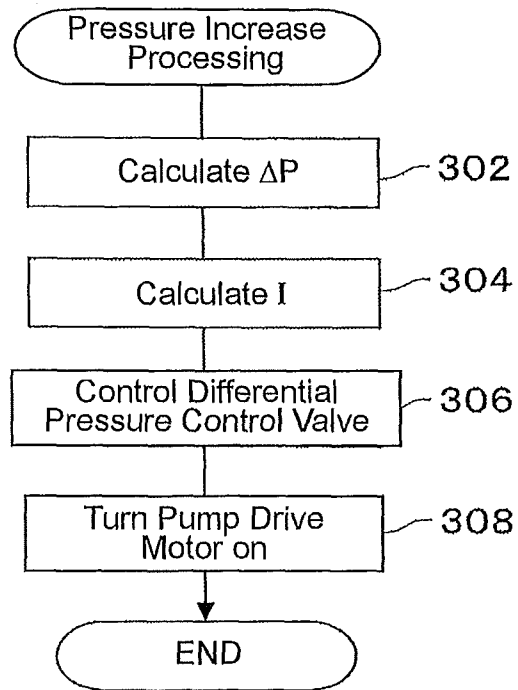 Pressure Increase
Processing
Calculate ΔP
302
Calculate I
304
Control Differential
Pressure Control Valve
306
Turn Pump Drive
Motor on
308
END